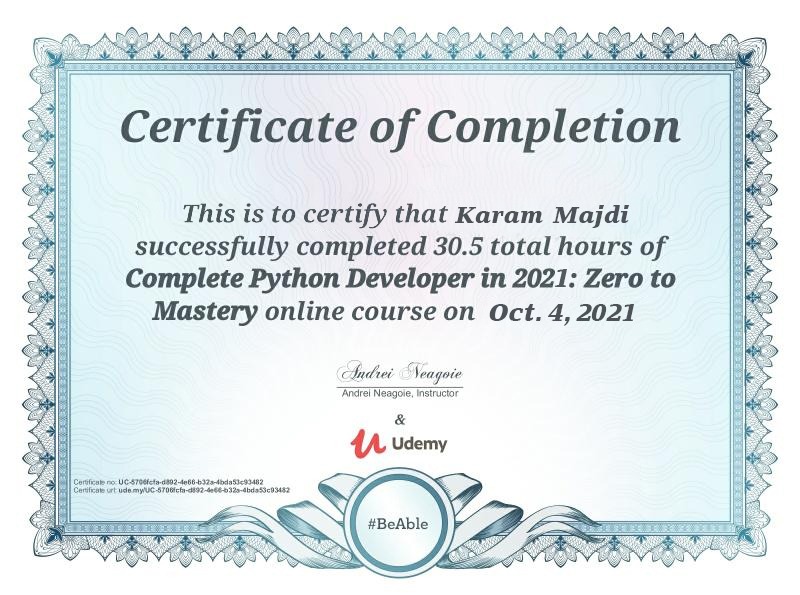 Certificate of Completion
This is to certify that Karam Majdi
successfully completed 30.5 total hours of
Complete Python Developer in 2021: Zero to
Mastery online course on Oct. 4, 2021
Andrei Neagoie
Andrei Neagoie, Instructor
&
Udemy
Certificate no: UC-5706fcfa-d892-4e66-b32a-4bda53c93482
Certificate url: ude.my/UC-5706fcfa-d892-4e66-b32a-4bda53c93482
#BeAble